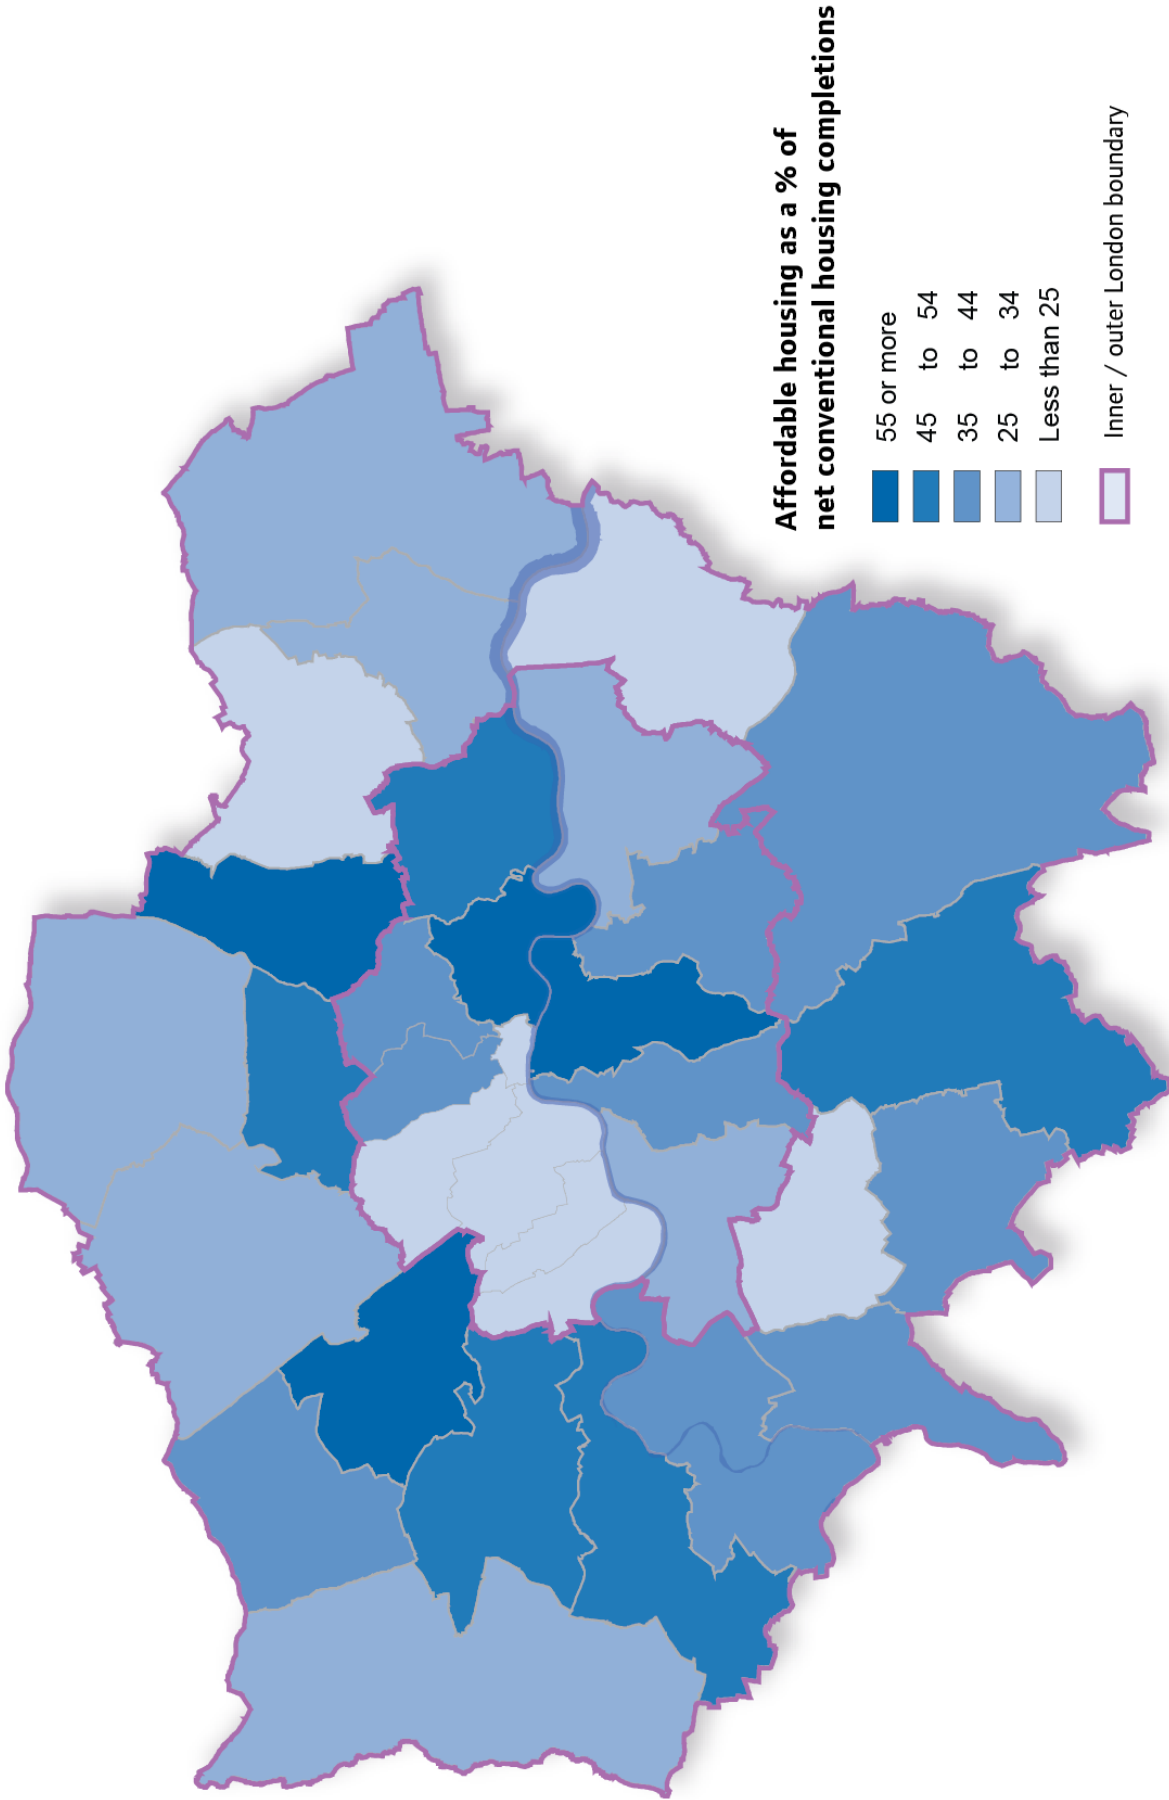 Affordable housing as a % of
net conventional housing completions
55 or more
45 to 54
35 to 44
25 to 34
Less than 25
Inner / outer London boundary